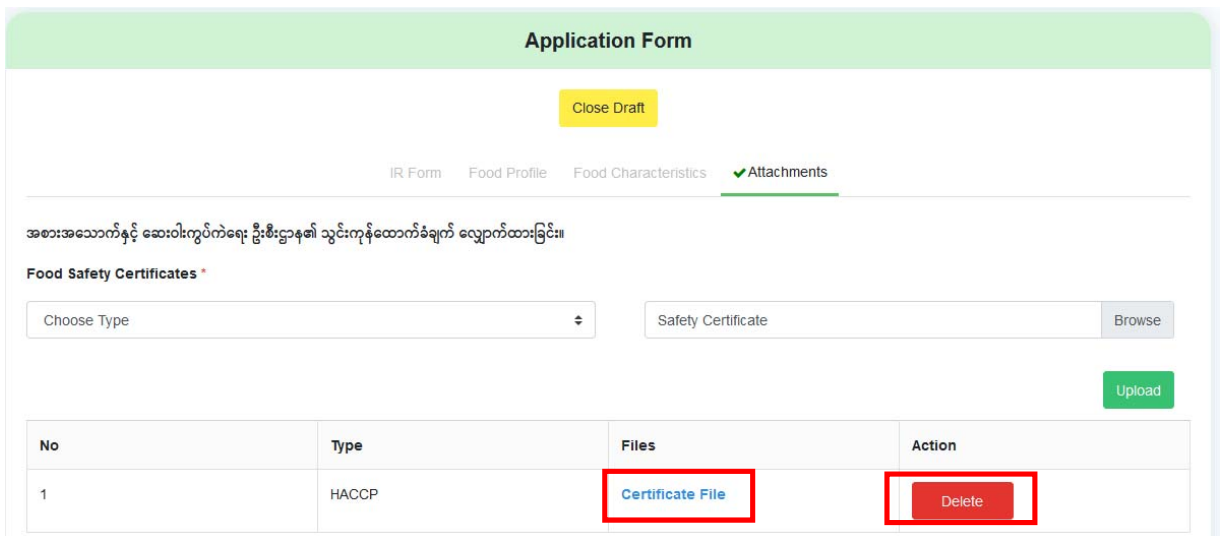 Application Form
Close Draft
IR Form Food Profile Food Characteristics Attachments
အစားအသောက်နှင့် ဆေးဝါးကွပ်ကဲရေး ဦးစီးဌာန၏ သွင်းကုန်ထောက်ခံချက် လျှောက်ထားခြင်း။
Food Safety Certificates *
Choose Type Safety Certificate Browse
Upload
No Type Files Action
1 HACCP Certificate File Delete